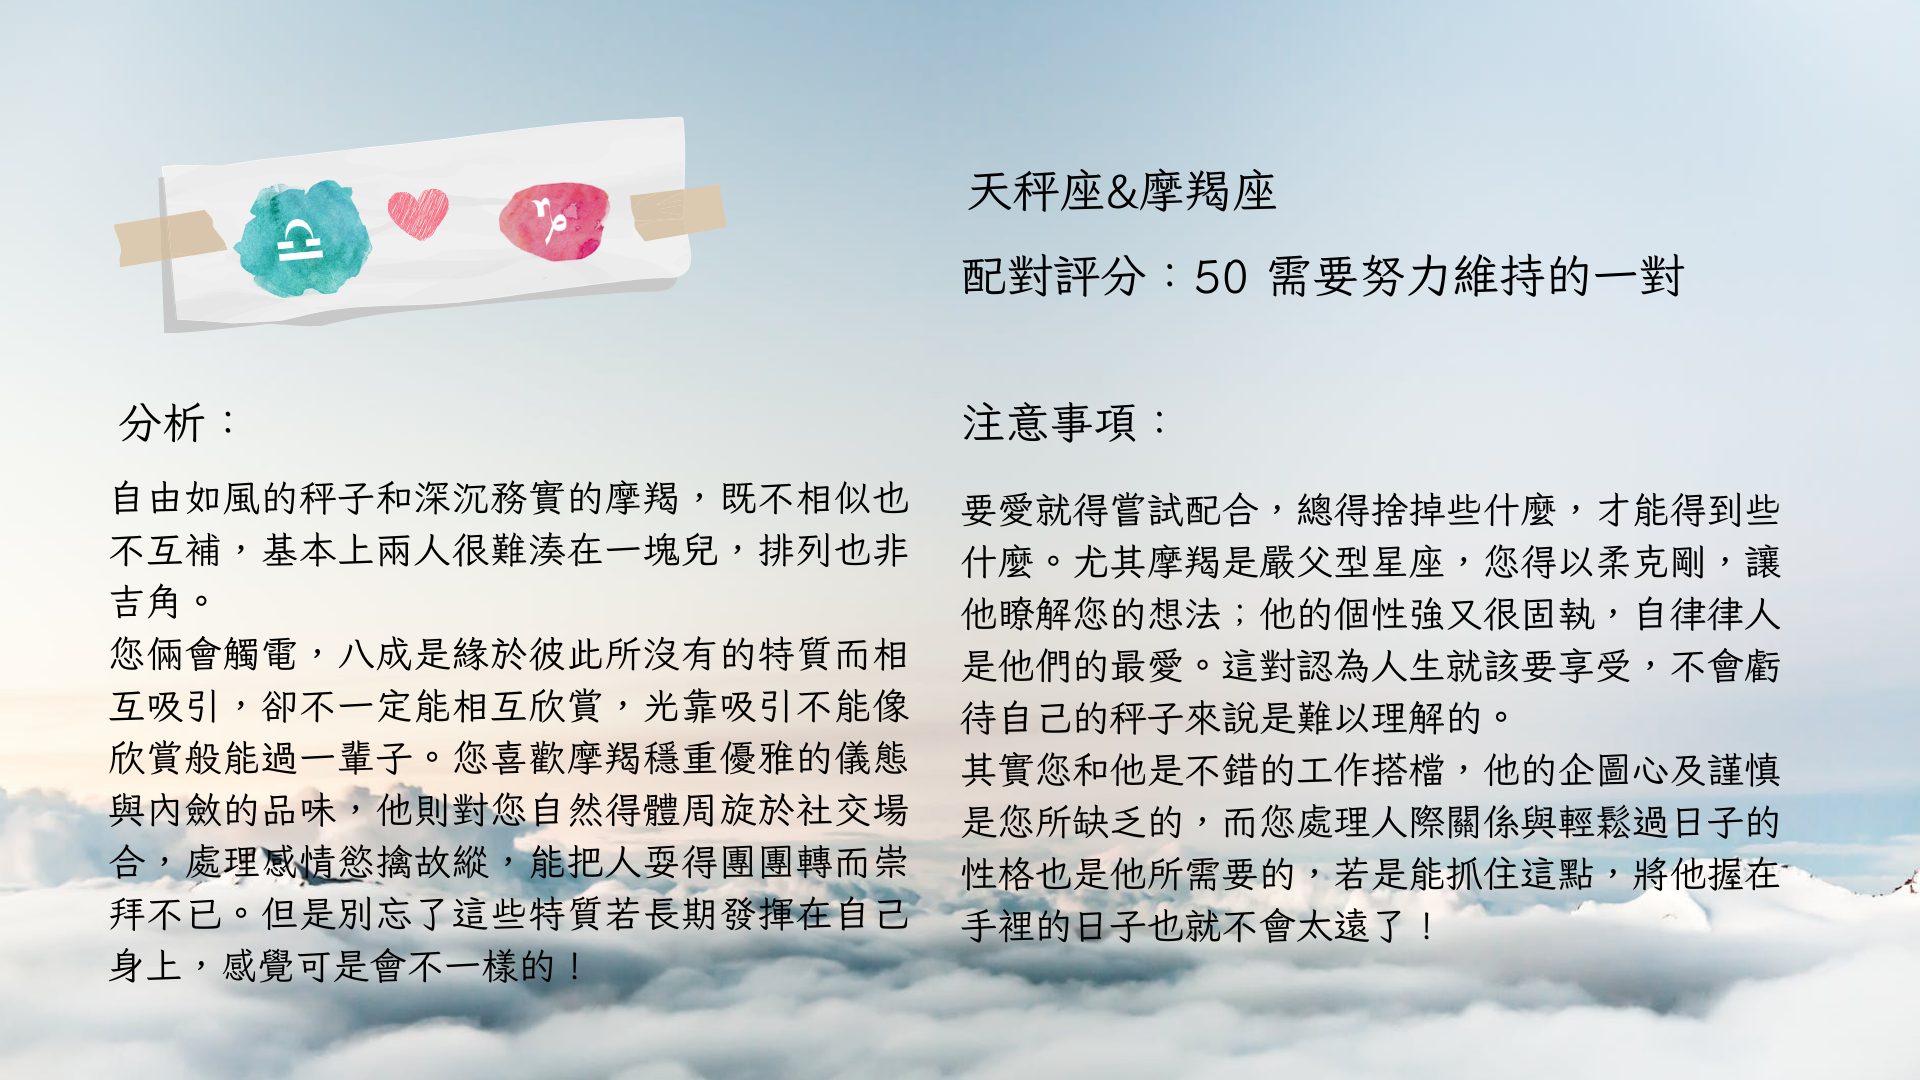 天秤座&摩羯座
配對評分：50 需要努力維持的一對
分析：
自由如風的秤子和深沉務實的摩羯，既不相似也
不互補，基本上兩人很難湊在一塊兒，排列也非
吉角。
您倆會觸電，八成是緣於彼此所沒有的特質而相
互吸引，卻不一定能相互欣賞，光靠吸引不能像
欣賞般能過一輩子。您喜歡摩羯穩重優雅的儀態
與內斂的品味，他則對您自然得體周旋於社交場
合，處理感情慾擒故縱，能把人耍得團團轉而崇
拜不已。但是別忘了這些特質若長期發揮在自己
身上，感覺可是會不一樣的！
注意事項：
要愛就得嘗試配合，總得捨掉些什麼，才能得到些
什麼。尤其摩羯是嚴父型星座，您得以柔克剛，讓
他瞭解您的想法；他的個性強又很固執，自律律人
是他們的最愛。這對認為人生就該要享受，不會虧
待自己的秤子來說是難以理解的。
其實您和他是不錯的工作搭檔，他的企圖心及謹慎
是您所缺乏的，而您處理人際關係與輕鬆過日子的
性格也是他所需要的，若是能抓住這點，將他握在
手裡的日子也就不會太遠了！